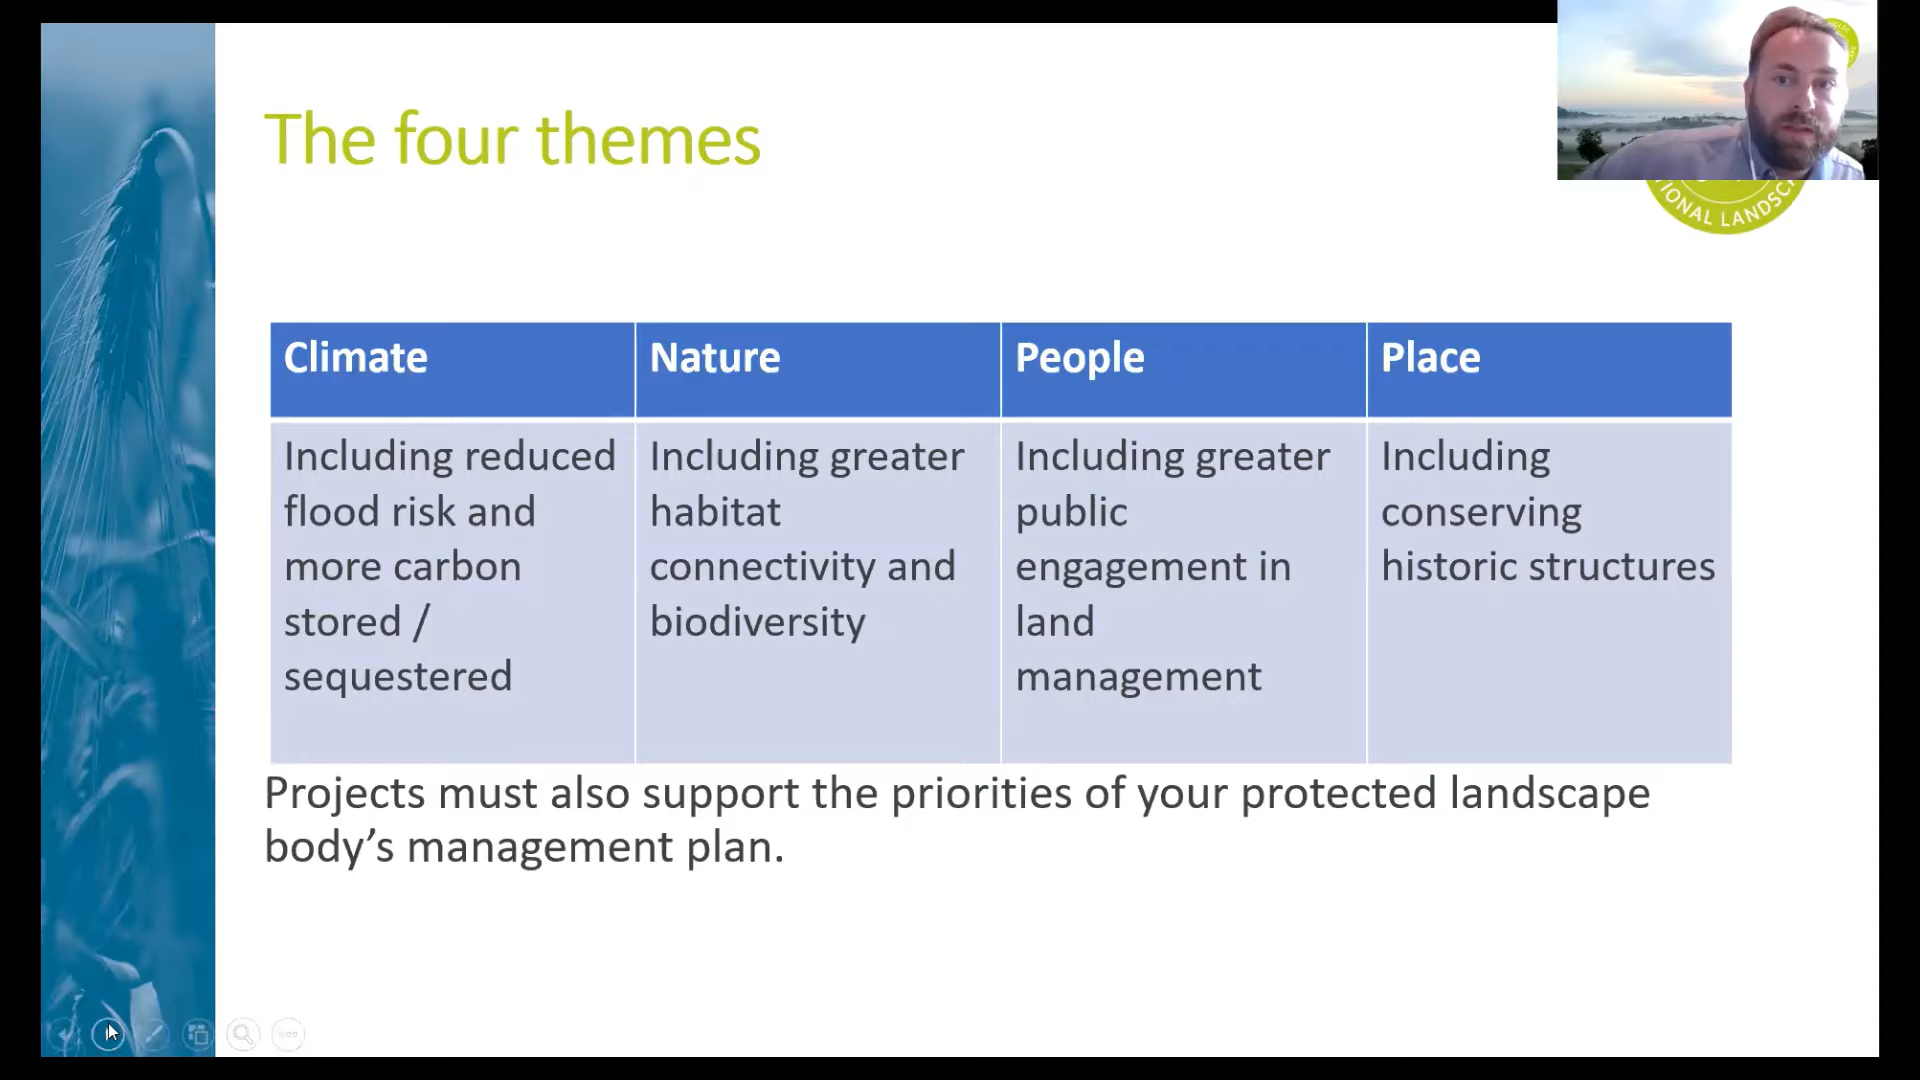 The four themes
TIONAL LANDSC
Climate
Nature
People
Place
Including reduced
flood risk and
more carbon
stored /
sequestered
Including greater
habitat
connectivity and
biodiversity
Including greater
public
engagement in
land
management
Including
conserving
historic structures
Projects must also support the priorities of your protected landscape
body’s management plan.